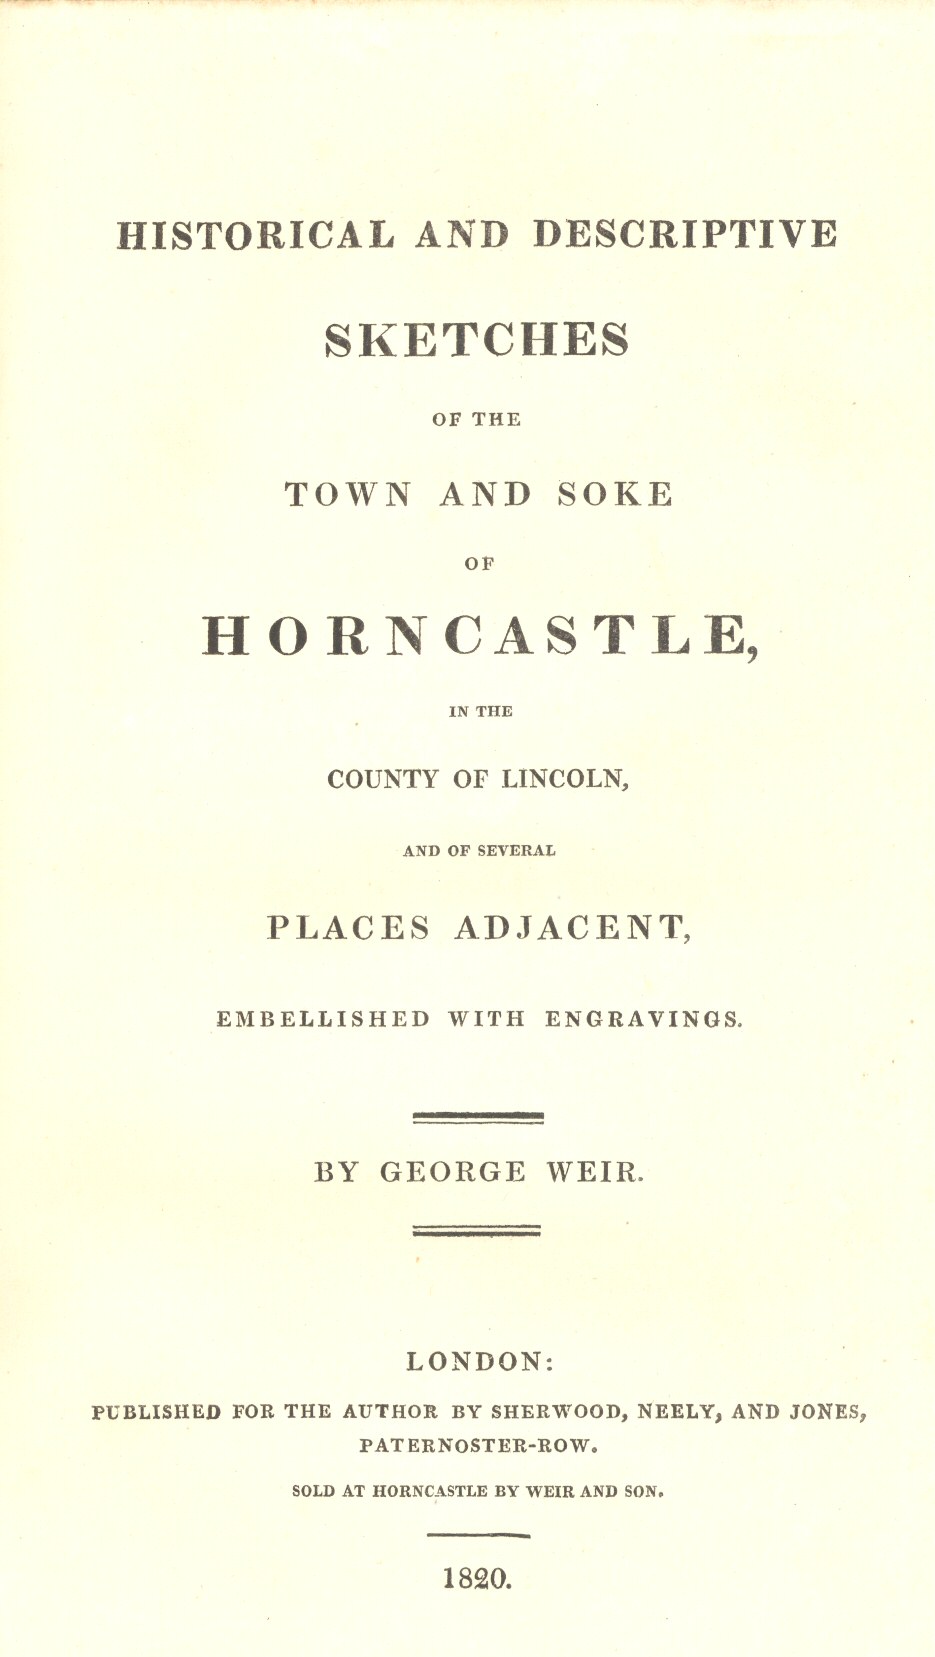 HISTORICAL AND DESCRIPTIVE
SKETCHES
OF THE
TOWN AND SOKE
OF
HORNCASTLE,
IN THE
COUNTY OF LINCOLN,
AND OF SEVERAL
PLACES ADJACENT,
EMBELLISHED WITH ENGRAVINGS.
BY GEORGE WEIR.
LONDON:
PUBLISHED FOR THE AUTHOR BY SHERWOOD, NEELY, AND JONES,
PATERNOSTER-ROW.
SOLD AT HORNCASTLE BY WEIR AND SON.
1820.